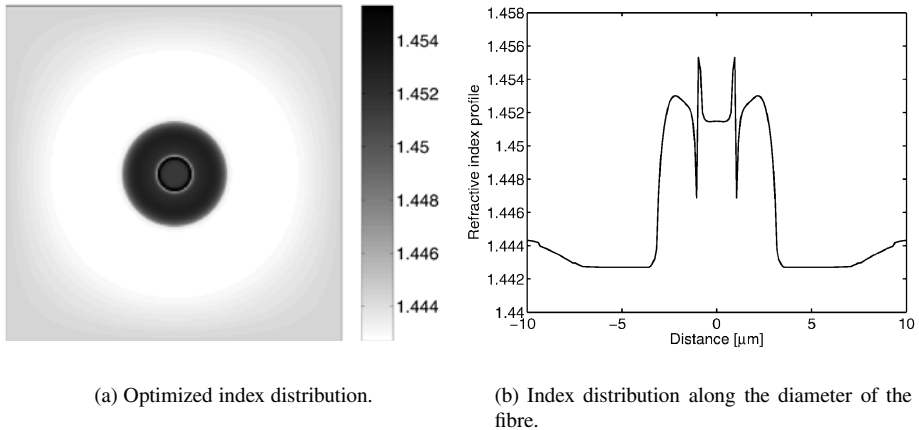 1.454
1.452
1.45
1.448
1.446
1.444
1.458
1.456
1.454
1.452
1.45
1.448
1.446
1.444
1.442
1.44
Refractive index profile
−10 −5 0 5 10
Distance [μm]
(a) Optimized index distribution.
(b) Index distribution along the diameter of the
fibre.